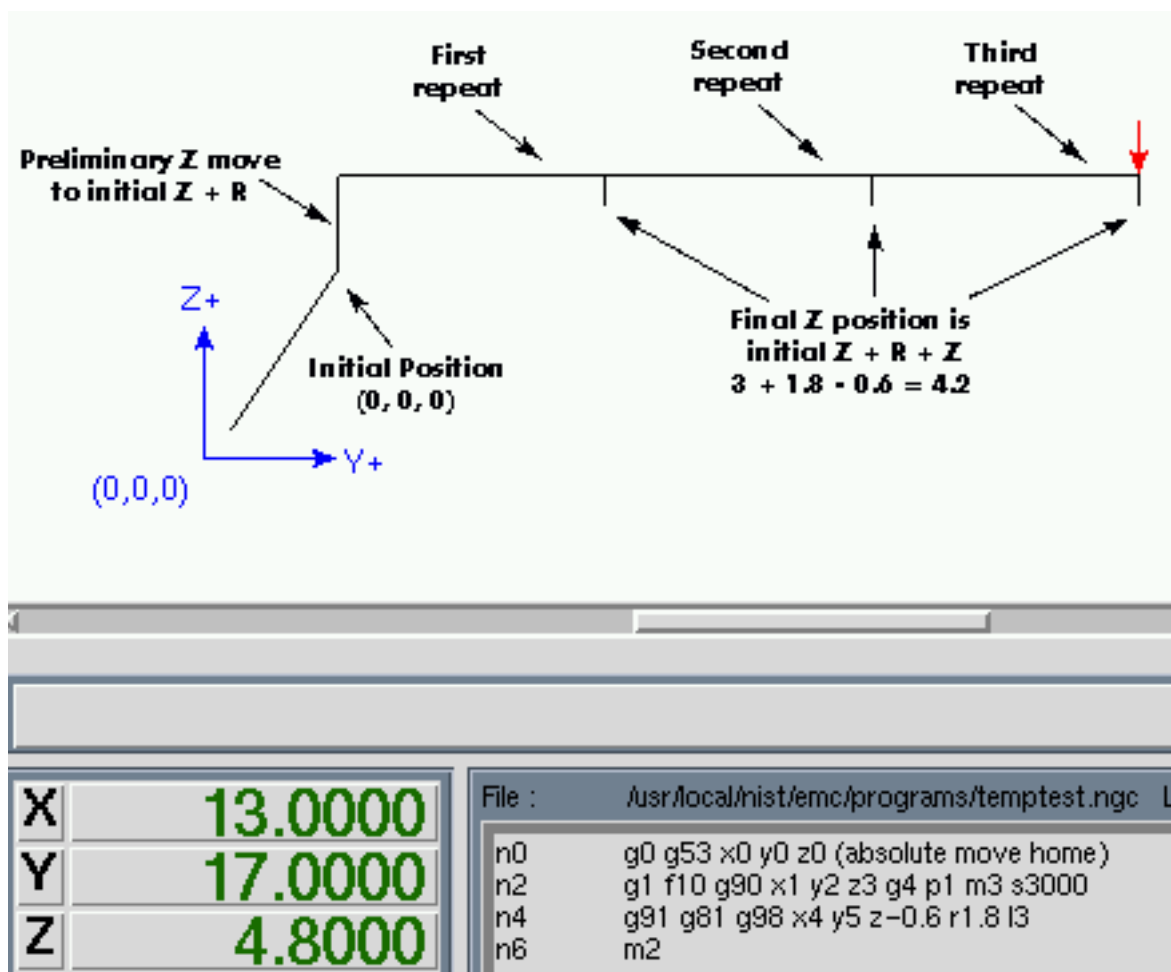 First
repeat
Second
repeat
Third
repeat
Preliminary Z move
to initial Z + R
Z+
Initial Position
(0, 0, 0)
Final Z position is
initial Z + R + Z
3 + 1.8 - 0.6 = 4.2
Y+
(0,0,0)
X 13.0000
Y 17.0000
Z 4.8000
File : /usr/local/nist/emc/programs/temptest.ngc
n0 g0 g53 x0 y0 z0 (absolute move home)
n2 g1 f10 g90 x1 y2 z3 g4 p1 m3 s3000
n4 g91 g81 g98 x4 y5 z-0.6 r1.8 l3
n6 m2